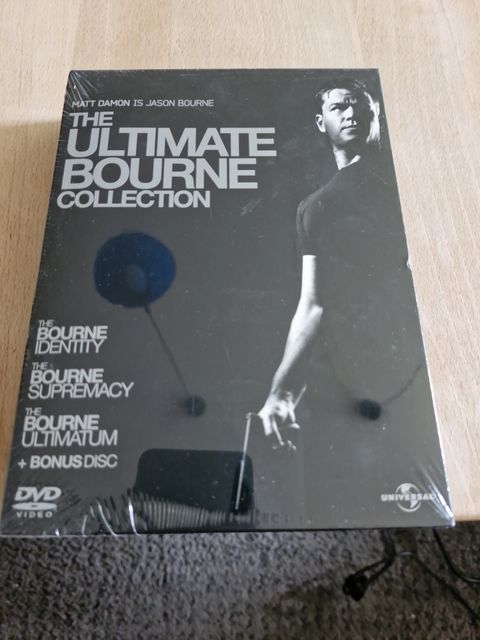 MATT DAMON IS JASON BOURNE
THE
ULTIMATE
BOURNE
COLLECTION
THE
BOURNE
IDENTITY
THE
BOURNE
SUPREMACY
THE
BOURNE
ULTIMATUM
+ BONUS DISC
DVD
VIDEO
UNIVERSAL